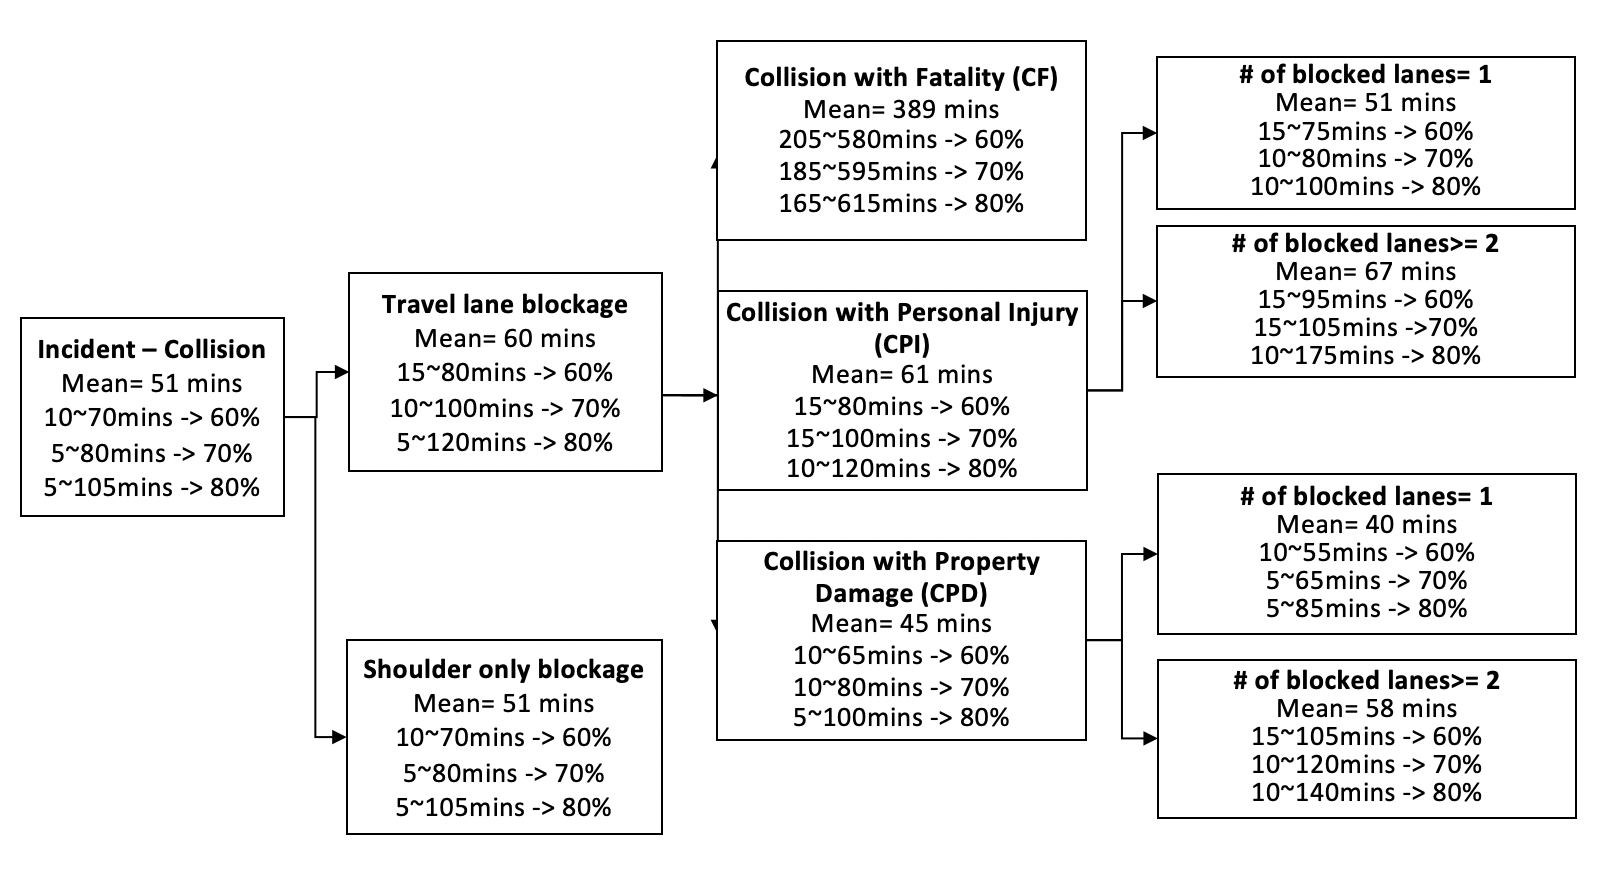 Incident – Collision
Mean= 51 mins
10~70mins -> 60%
5~80mins -> 70%
5~105mins -> 80%
Travel lane blockage
Mean= 60 mins
15~80mins -> 60%
10~100mins -> 70%
5~120mins -> 80%
Shoulder only blockage
Mean= 51 mins
10~70mins -> 60%
5~80mins -> 70%
5~105mins -> 80%
Collision with Fatality (CF)
Mean= 389 mins
205~580mins -> 60%
185~595mins -> 70%
165~615mins -> 80%
Collision with Personal Injury
(CPI)
Mean= 61 mins
15~80mins -> 60%
15~100mins -> 70%
10~120mins -> 80%
Collision with Property
Damage (CPD)
Mean= 45 mins
10~65mins -> 60%
10~80mins -> 70%
5~100mins -> 80%
# of blocked lanes= 1
Mean= 51 mins
15~75mins -> 60%
10~80mins -> 70%
10~100mins -> 80%
# of blocked lanes>= 2
Mean= 67 mins
15~95mins -> 60%
15~105mins ->70%
10~175mins -> 80%
# of blocked lanes= 1
Mean= 40 mins
10~55mins -> 60%
5~65mins -> 70%
5~85mins -> 80%
# of blocked lanes>= 2
Mean= 58 mins
15~105mins -> 60%
10~120mins -> 70%
10~140mins -> 80%